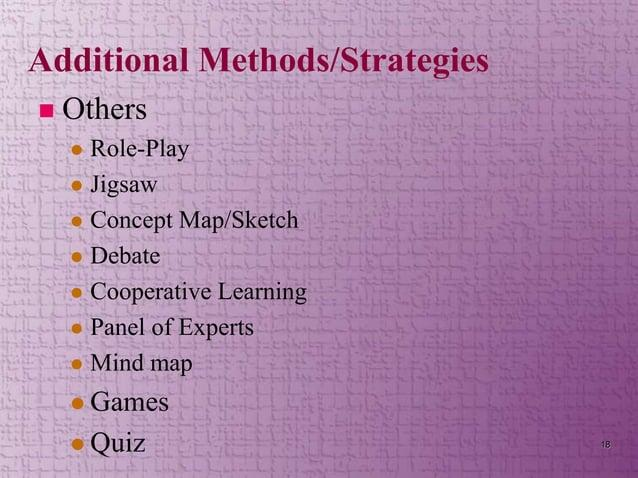 Additional Methods/Strategies
Others
Role-Play
Jigsaw
Concept Map/Sketch
Debate
Cooperative Learning
Panel of Experts
Mind map
Games
Quiz
18